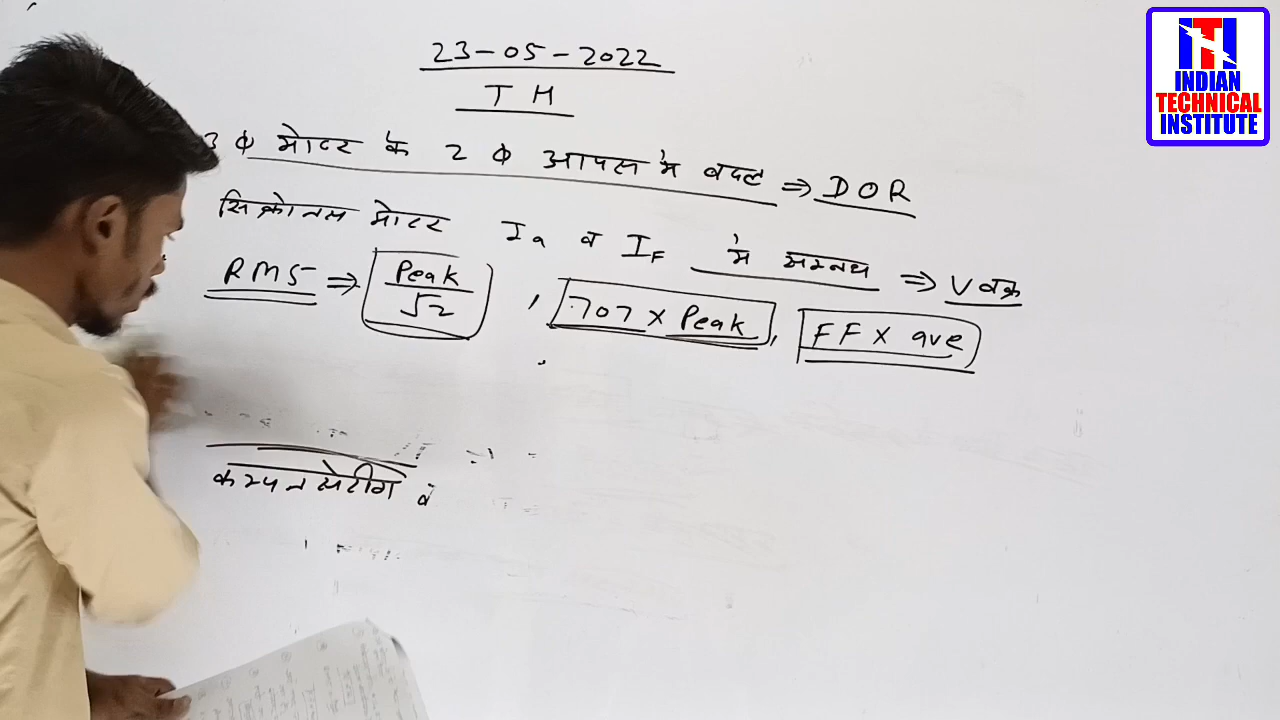 23-05-2022
T H
3 ф मोटर के 2 ф आपस में बदल ⇒ DOR
सिक्रोनस मोटर Ia व IF में सम्बन्ध ⇒ V वक्र
RMS ⇒ Peak/√2 , .707 x Peak , FF x ave
कम्पनसेटींग वे
INDIAN
TECHNICAL
INSTITUTE